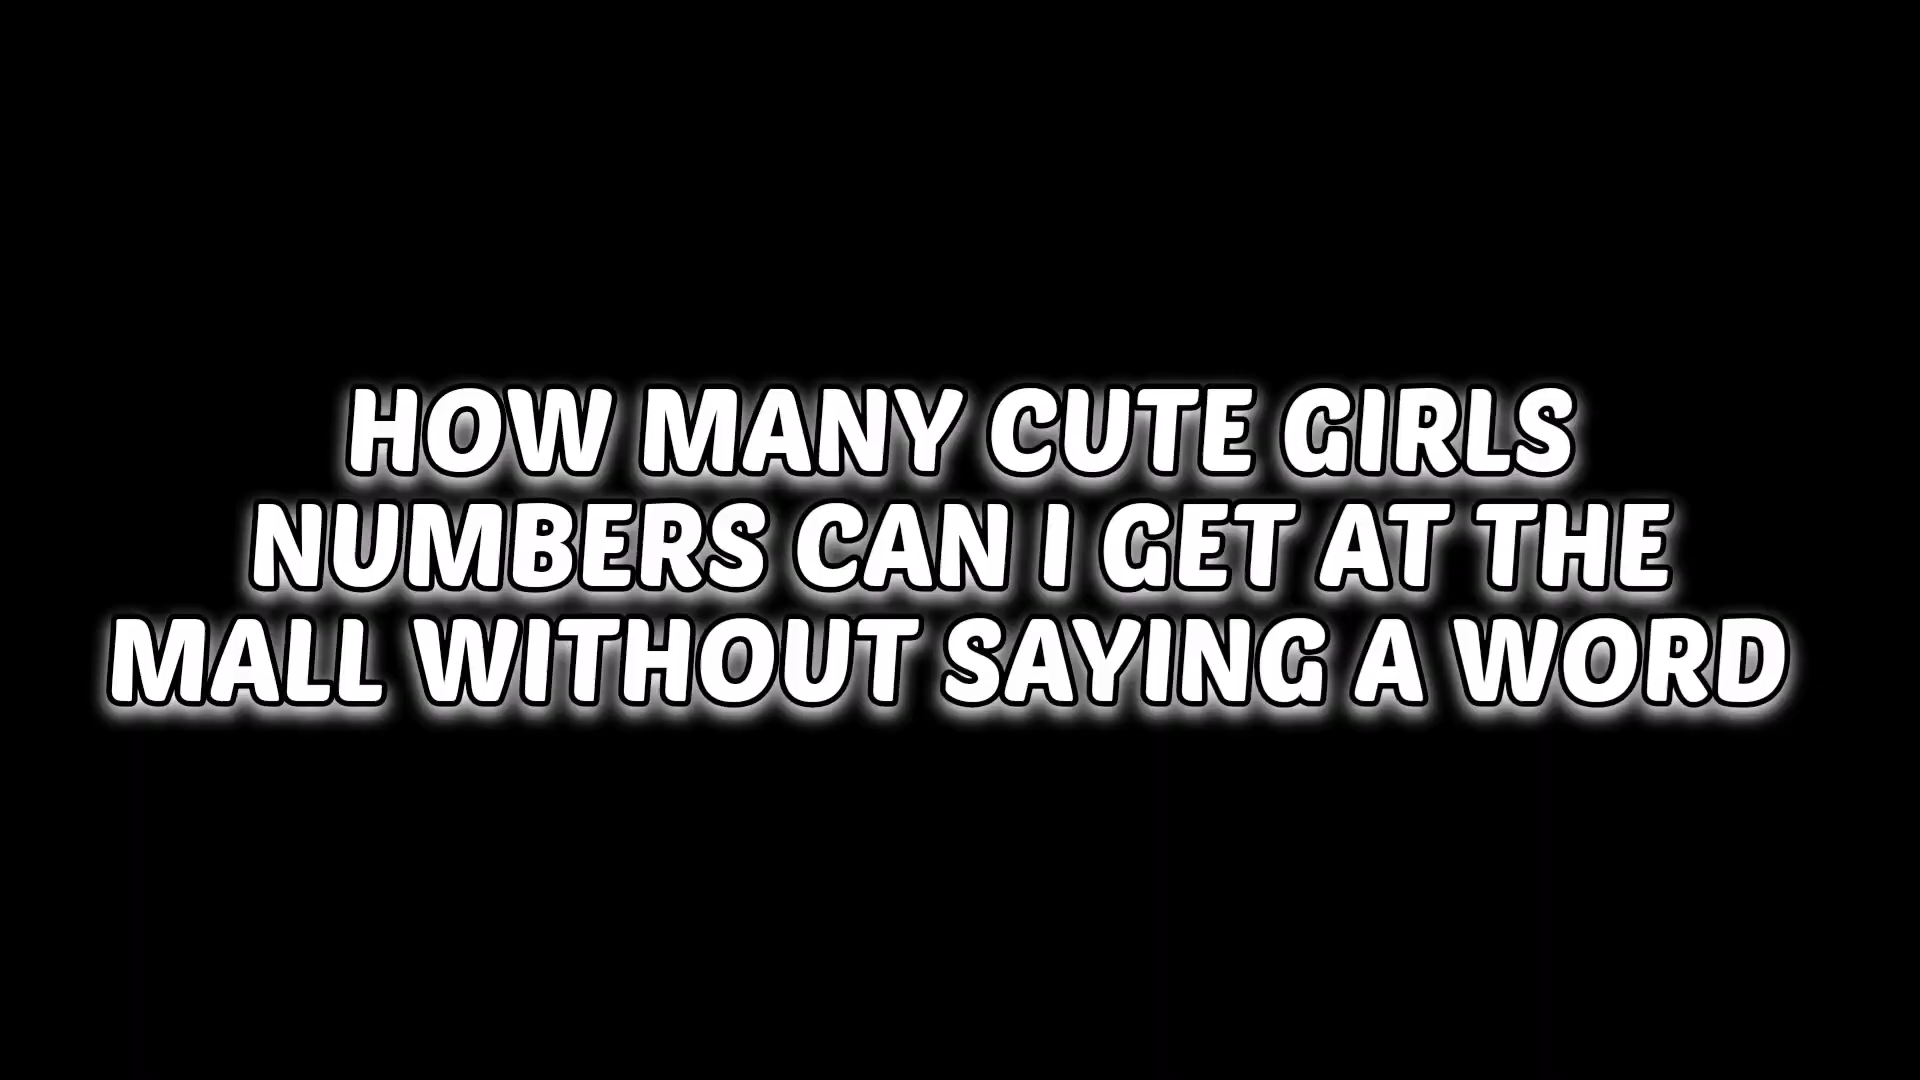 HOW MANY CUTE GIRLS
NUMBERS CAN I GET AT THE
MALL WITHOUT SAYING A WORD